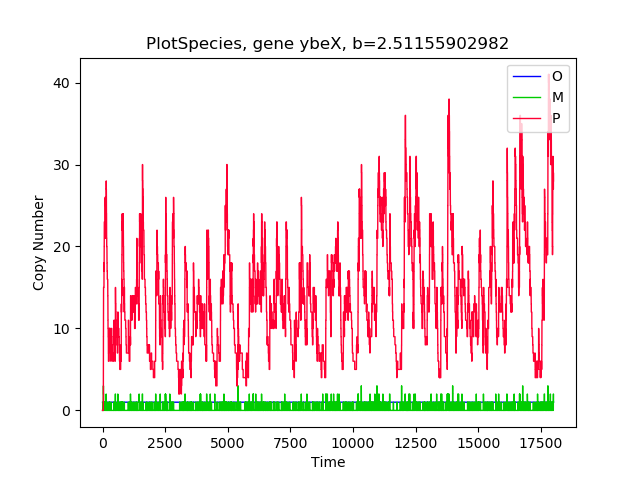 PlotSpecies, gene ybeX, b=2.51155902982
O
M
P
40
30
20
10
0
Copy Number
0 2500 5000 7500 10000 12500 15000 17500
Time